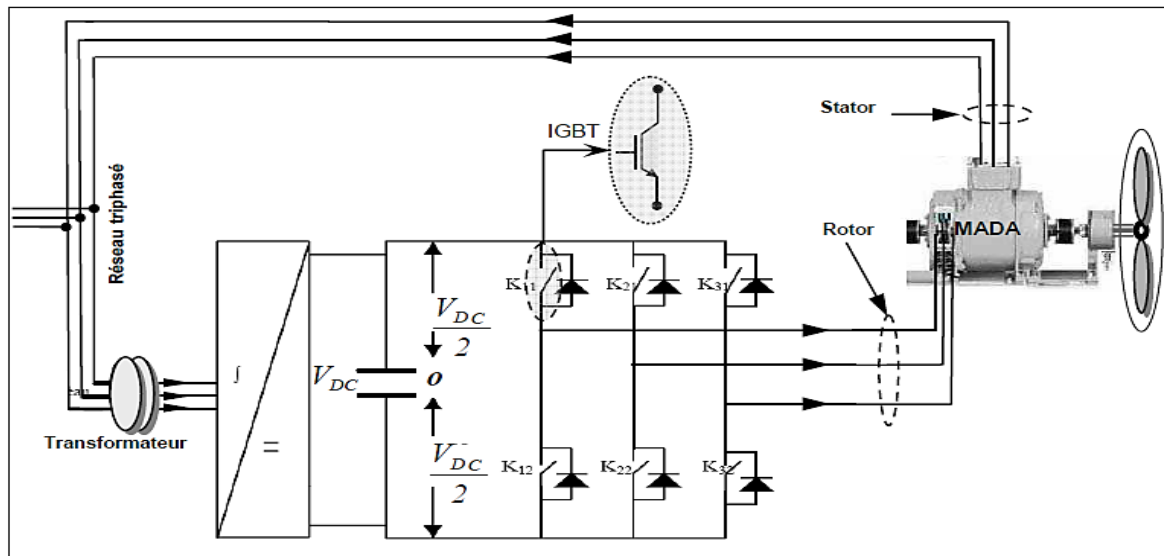 Stator
IGBT
Réseau triphasé
MADA
Rotor
K11
K21
K31
V_DC/2
V_DC
o
=
Transformateur
V_DC/2
K12
K22
K32